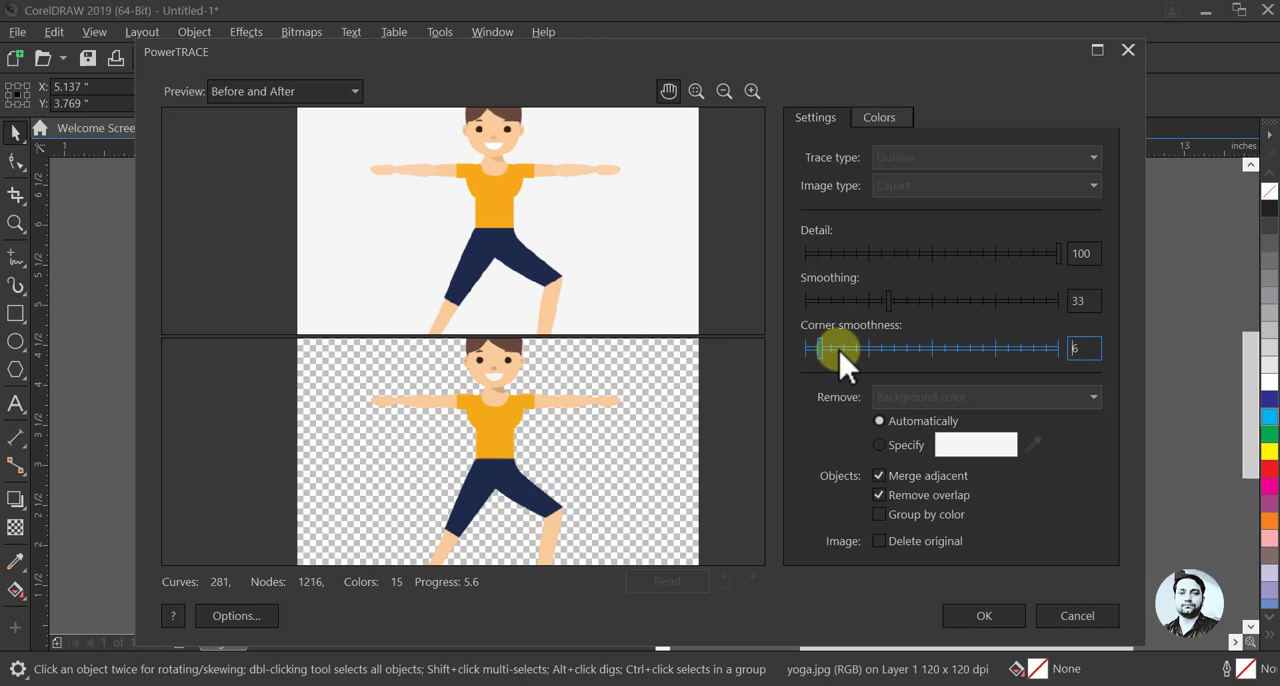 CorelDRAW 2019 (64-Bit) - Untitled-1*
File Edit View Layout Object Effects Bitmaps Text Table Tools Window Help
PowerTRACE
X: 5.137 "
Y: 3.769 "
Preview: Before and After
Welcome Scree
Settings Colors
Trace type: Outline
Image type: Clipart
Detail:
100
Smoothing:
33
Corner smoothness:
6
Remove: Background color
Automatically
Specify
Objects: Merge adjacent
Remove overlap
Group by color
Image: Delete original
Curves: 281, Nodes: 1216, Colors: 15 Progress: 5.6
Reset
? Options... OK Cancel
1 13 inches
1 of 1
Click an object twice for rotating/skewing; dbl-clicking tool selects all objects; Shift+click multi-selects; Alt+click digs; Ctrl+click selects in a group yoga.jpg (RGB) on Layer 1 120 x 120 dpi None